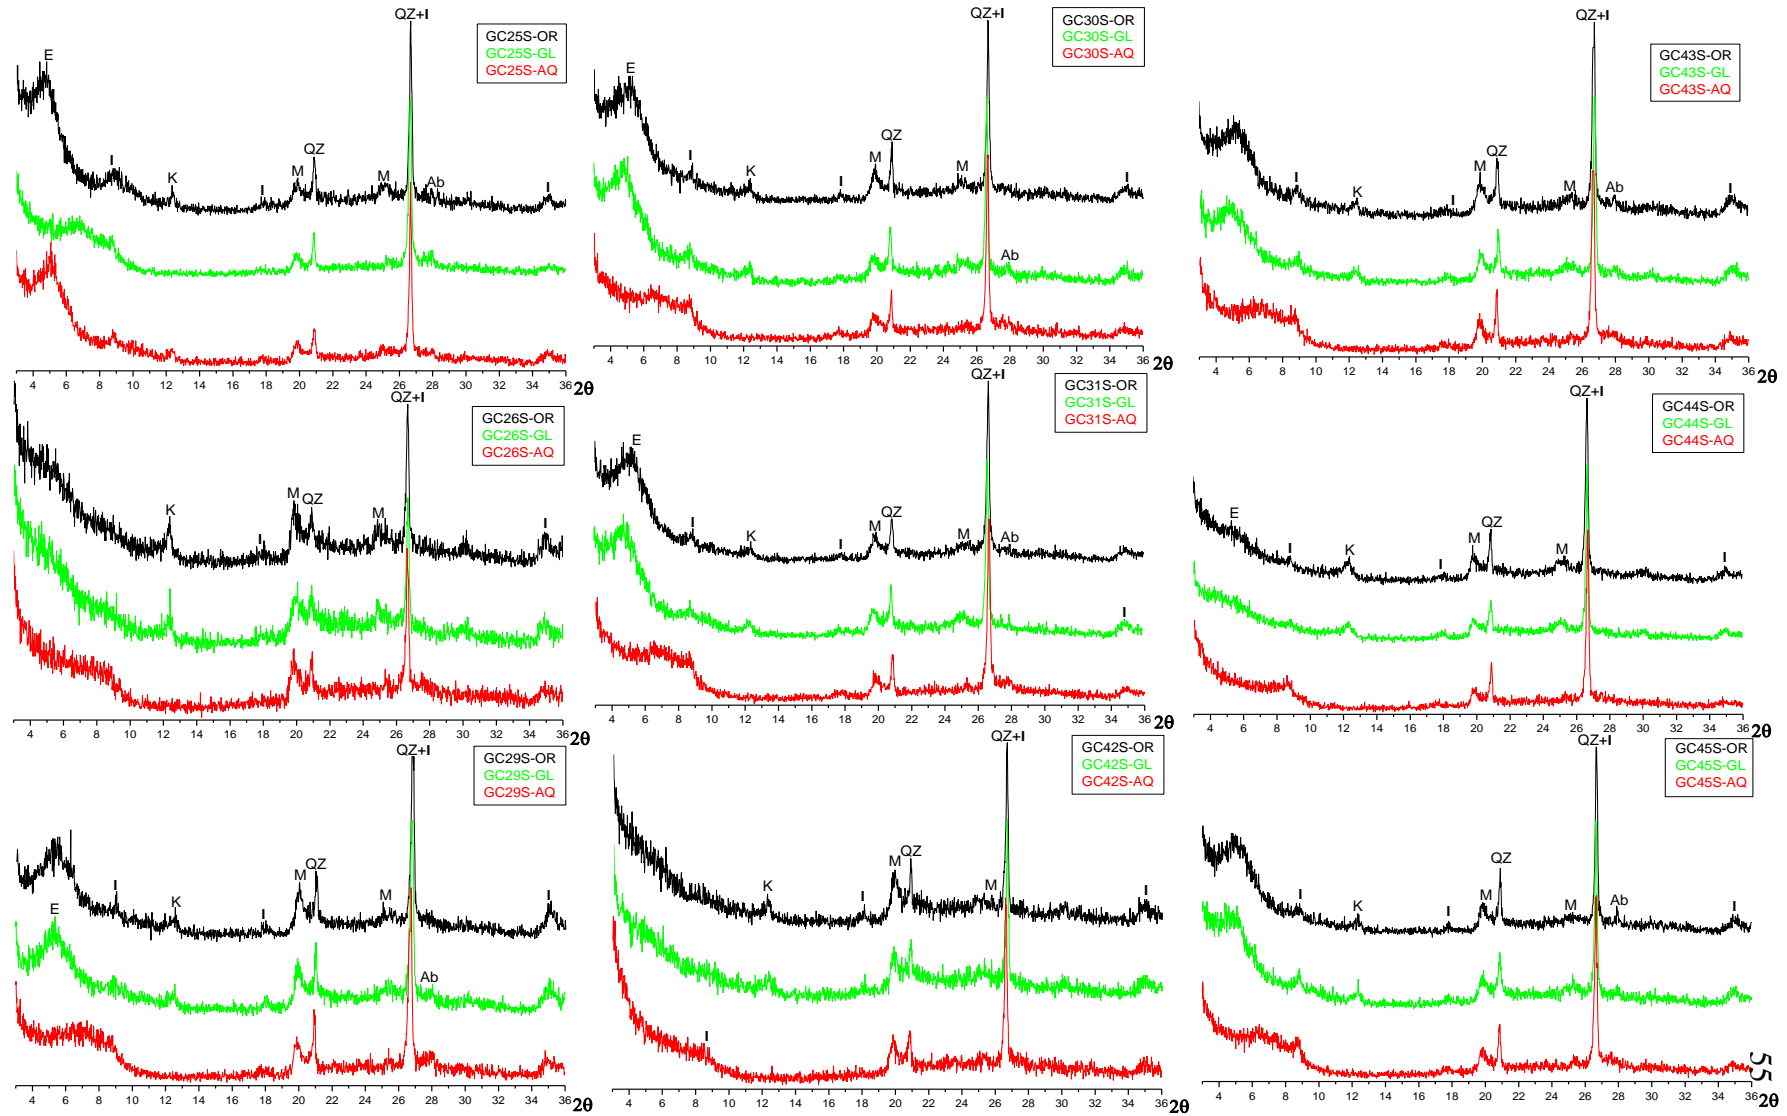 QZ+I
GC25S-OR
GC25S-GL
GC25S-AQ
E
I
K
I
M
QZ
M
Ab
I
4 6 8 10 12 14 16 18 20 22 24 26 28 30 32 34 36 2θ
QZ+I
GC30S-OR
GC30S-GL
GC30S-AQ
E
I
K
I
M
QZ
M
I
Ab
4 6 8 10 12 14 16 18 20 22 24 26 28 30 32 34 36 2θ
QZ+I
GC43S-OR
GC43S-GL
GC43S-AQ
I
K
I
M
QZ
M
Ab
I
4 6 8 10 12 14 16 18 20 22 24 26 28 30 32 34 36 2θ
QZ+I
GC26S-OR
GC26S-GL
GC26S-AQ
K
I
M
QZ
M
I
4 6 8 10 12 14 16 18 20 22 24 26 28 30 32 34 36 2θ
QZ+I
GC31S-OR
GC31S-GL
GC31S-AQ
E
I
K
I
M
QZ
M
Ab
I
4 6 8 10 12 14 16 18 20 22 24 26 28 30 32 34 36 2θ
QZ+I
GC44S-OR
GC44S-GL
GC44S-AQ
E
I
K
I
M
QZ
M
I
4 6 8 10 12 14 16 18 20 22 24 26 28 30 32 34 36 2θ
QZ+I
GC29S-OR
GC29S-GL
GC29S-AQ
I
K
I
M
QZ
M
I
E
Ab
4 6 8 10 12 14 16 18 20 22 24 26 28 30 32 34 36 2θ
QZ+I
GC42S-OR
GC42S-GL
GC42S-AQ
K
I
M
QZ
M
I
I
4 6 8 10 12 14 16 18 20 22 24 26 28 30 32 34 36 2θ
QZ+I
GC45S-OR
GC45S-GL
GC45S-AQ
I
K
I
M
QZ
M
Ab
I
4 6 8 10 12 14 16 18 20 22 24 26 28 30 32 34 36 2θ
55